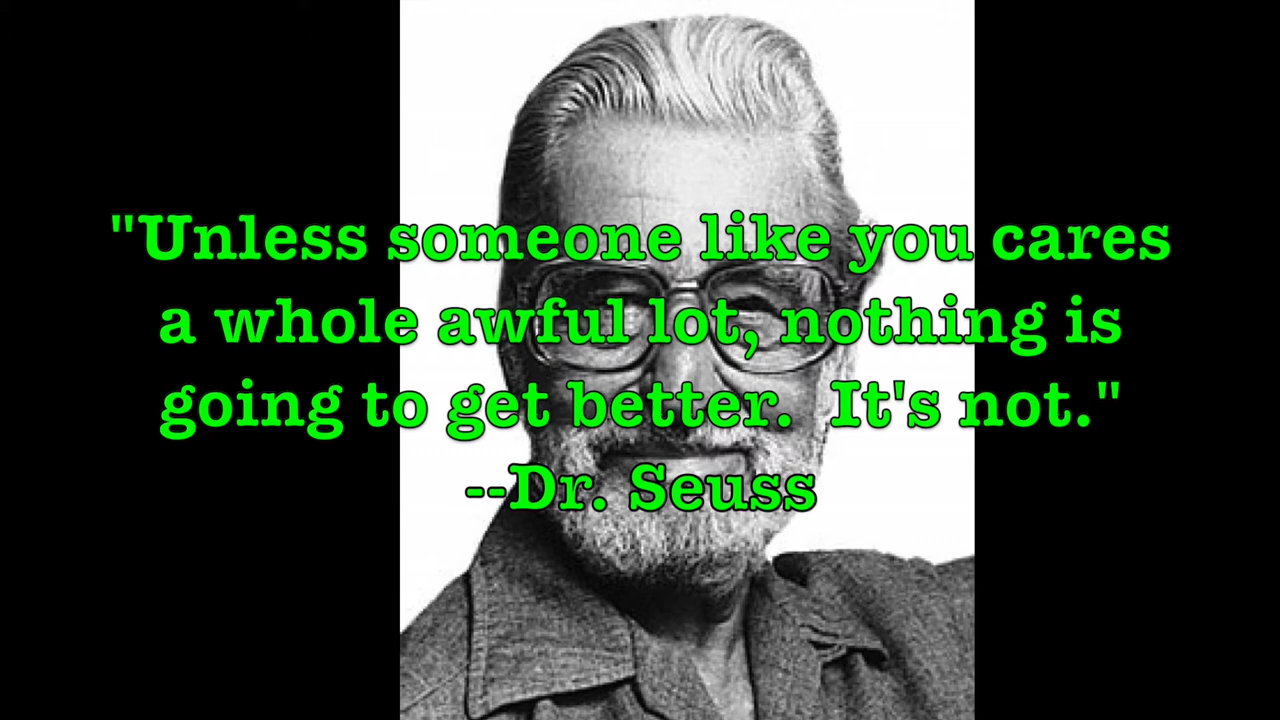 "Unless someone like you cares
a whole awful lot, nothing is
going to get better.  It's not."
--Dr. Seuss